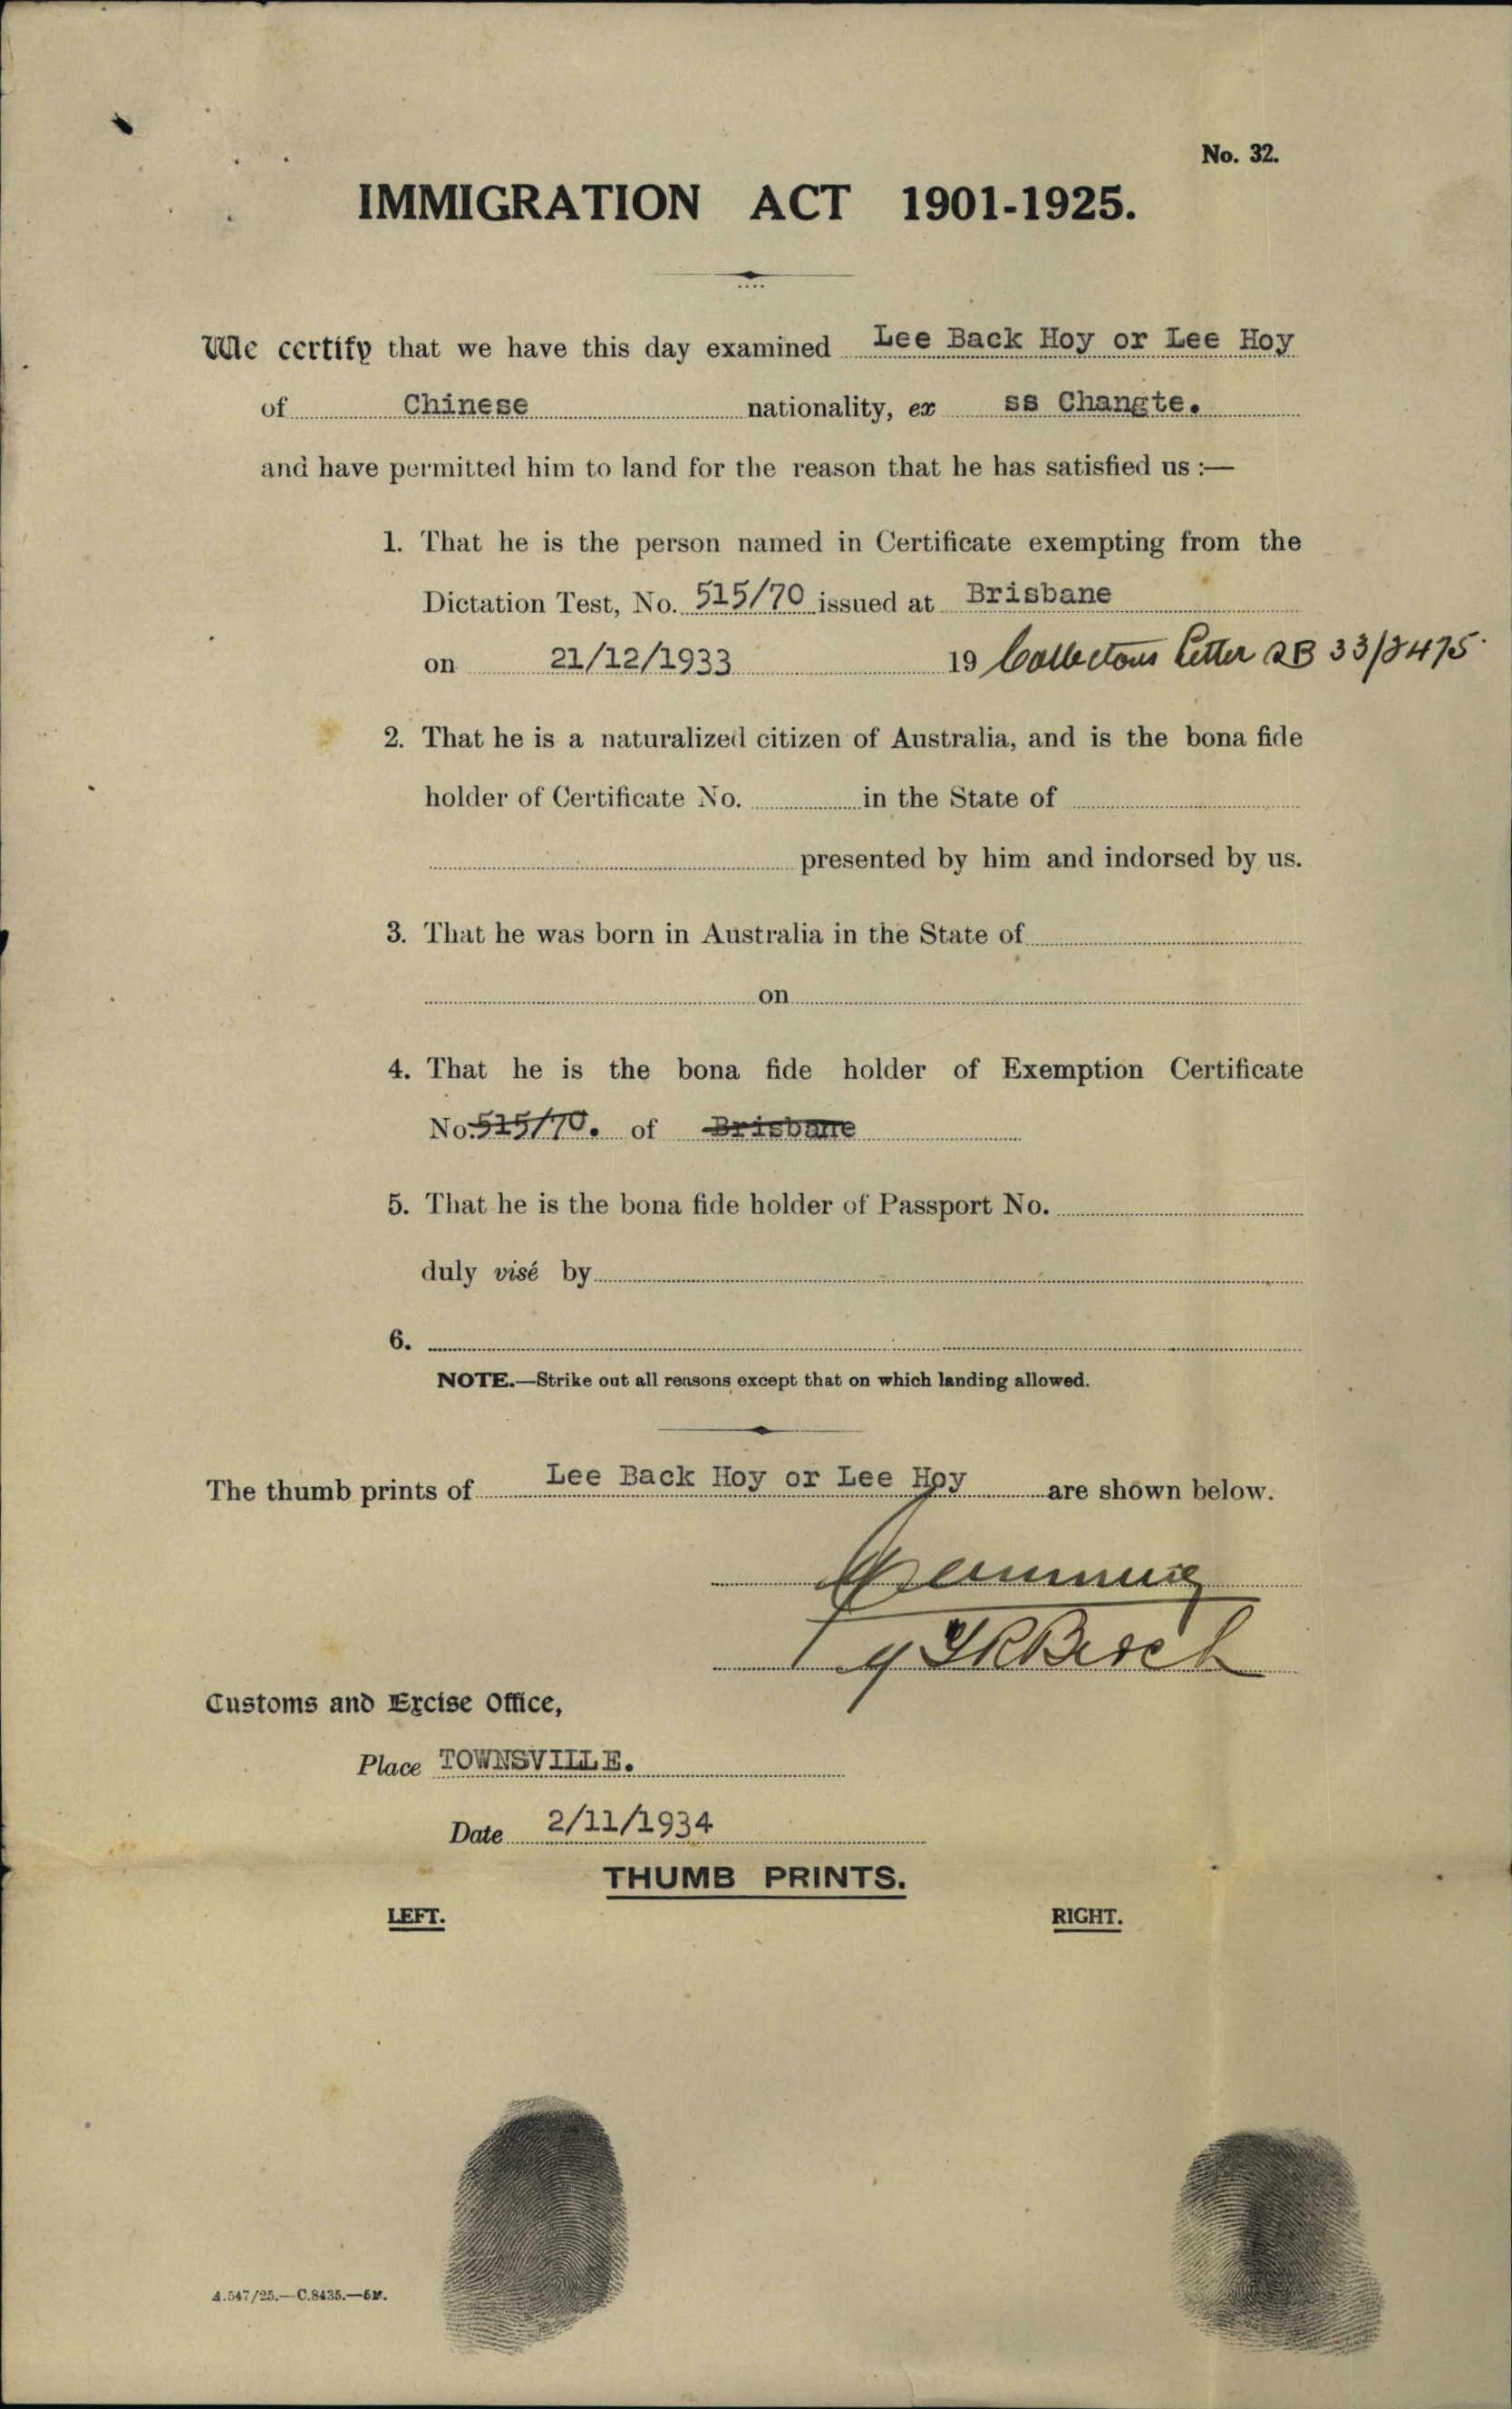 No. 32.
IMMIGRATION ACT 1901-1925.
We certify that we have this day examined Lee Back Hoy or Lee Hoy
of Chinese nationality, ex ss Changte.
and have permitted him to land for the reason that he has satisfied us :—
1. That he is the person named in Certificate exempting from the
Dictation Test, No. 515/70 issued at Brisbane
on 21/12/1933 19 Collectors Letter QB 33/8475
2. That he is a naturalized citizen of Australia, and is the bona fide
holder of Certificate No. in the State of
presented by him and indorsed by us.
3. That he was born in Australia in the State of
on
4. That he is the bona fide holder of Exemption Certificate
No. 515/70. of Brisbane
5. That he is the bona fide holder of Passport No.
duly visé by
6.
NOTE.—Strike out all reasons except that on which landing allowed.
The thumb prints of Lee Back Hoy or Lee Hoy are shown below.
Customs and Excise Office,
Place TOWNSVILLE.
Date 2/11/1934
THUMB PRINTS.
LEFT. RIGHT.
A.547/25.—C.8435.—5M.